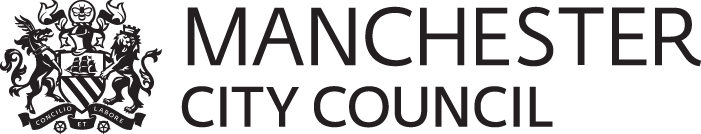 MANCHESTER
CITY COUNCIL
CONCILIO ET LABORE